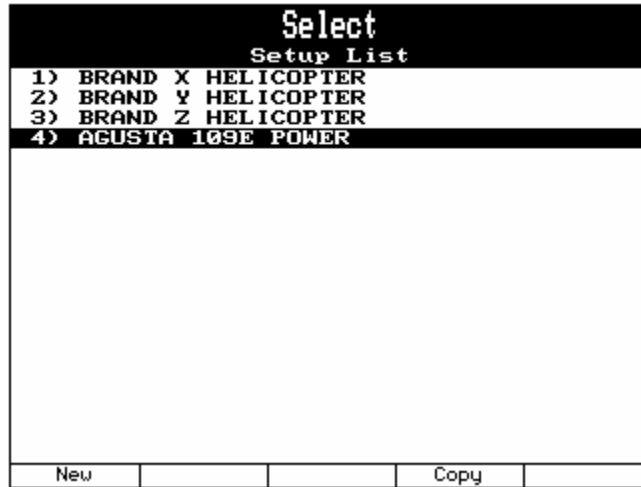 Select
Setup List
1) BRAND X HELICOPTER
2) BRAND Y HELICOPTER
3) BRAND Z HELICOPTER
4) AGUSTA 109E POWER
New Copy